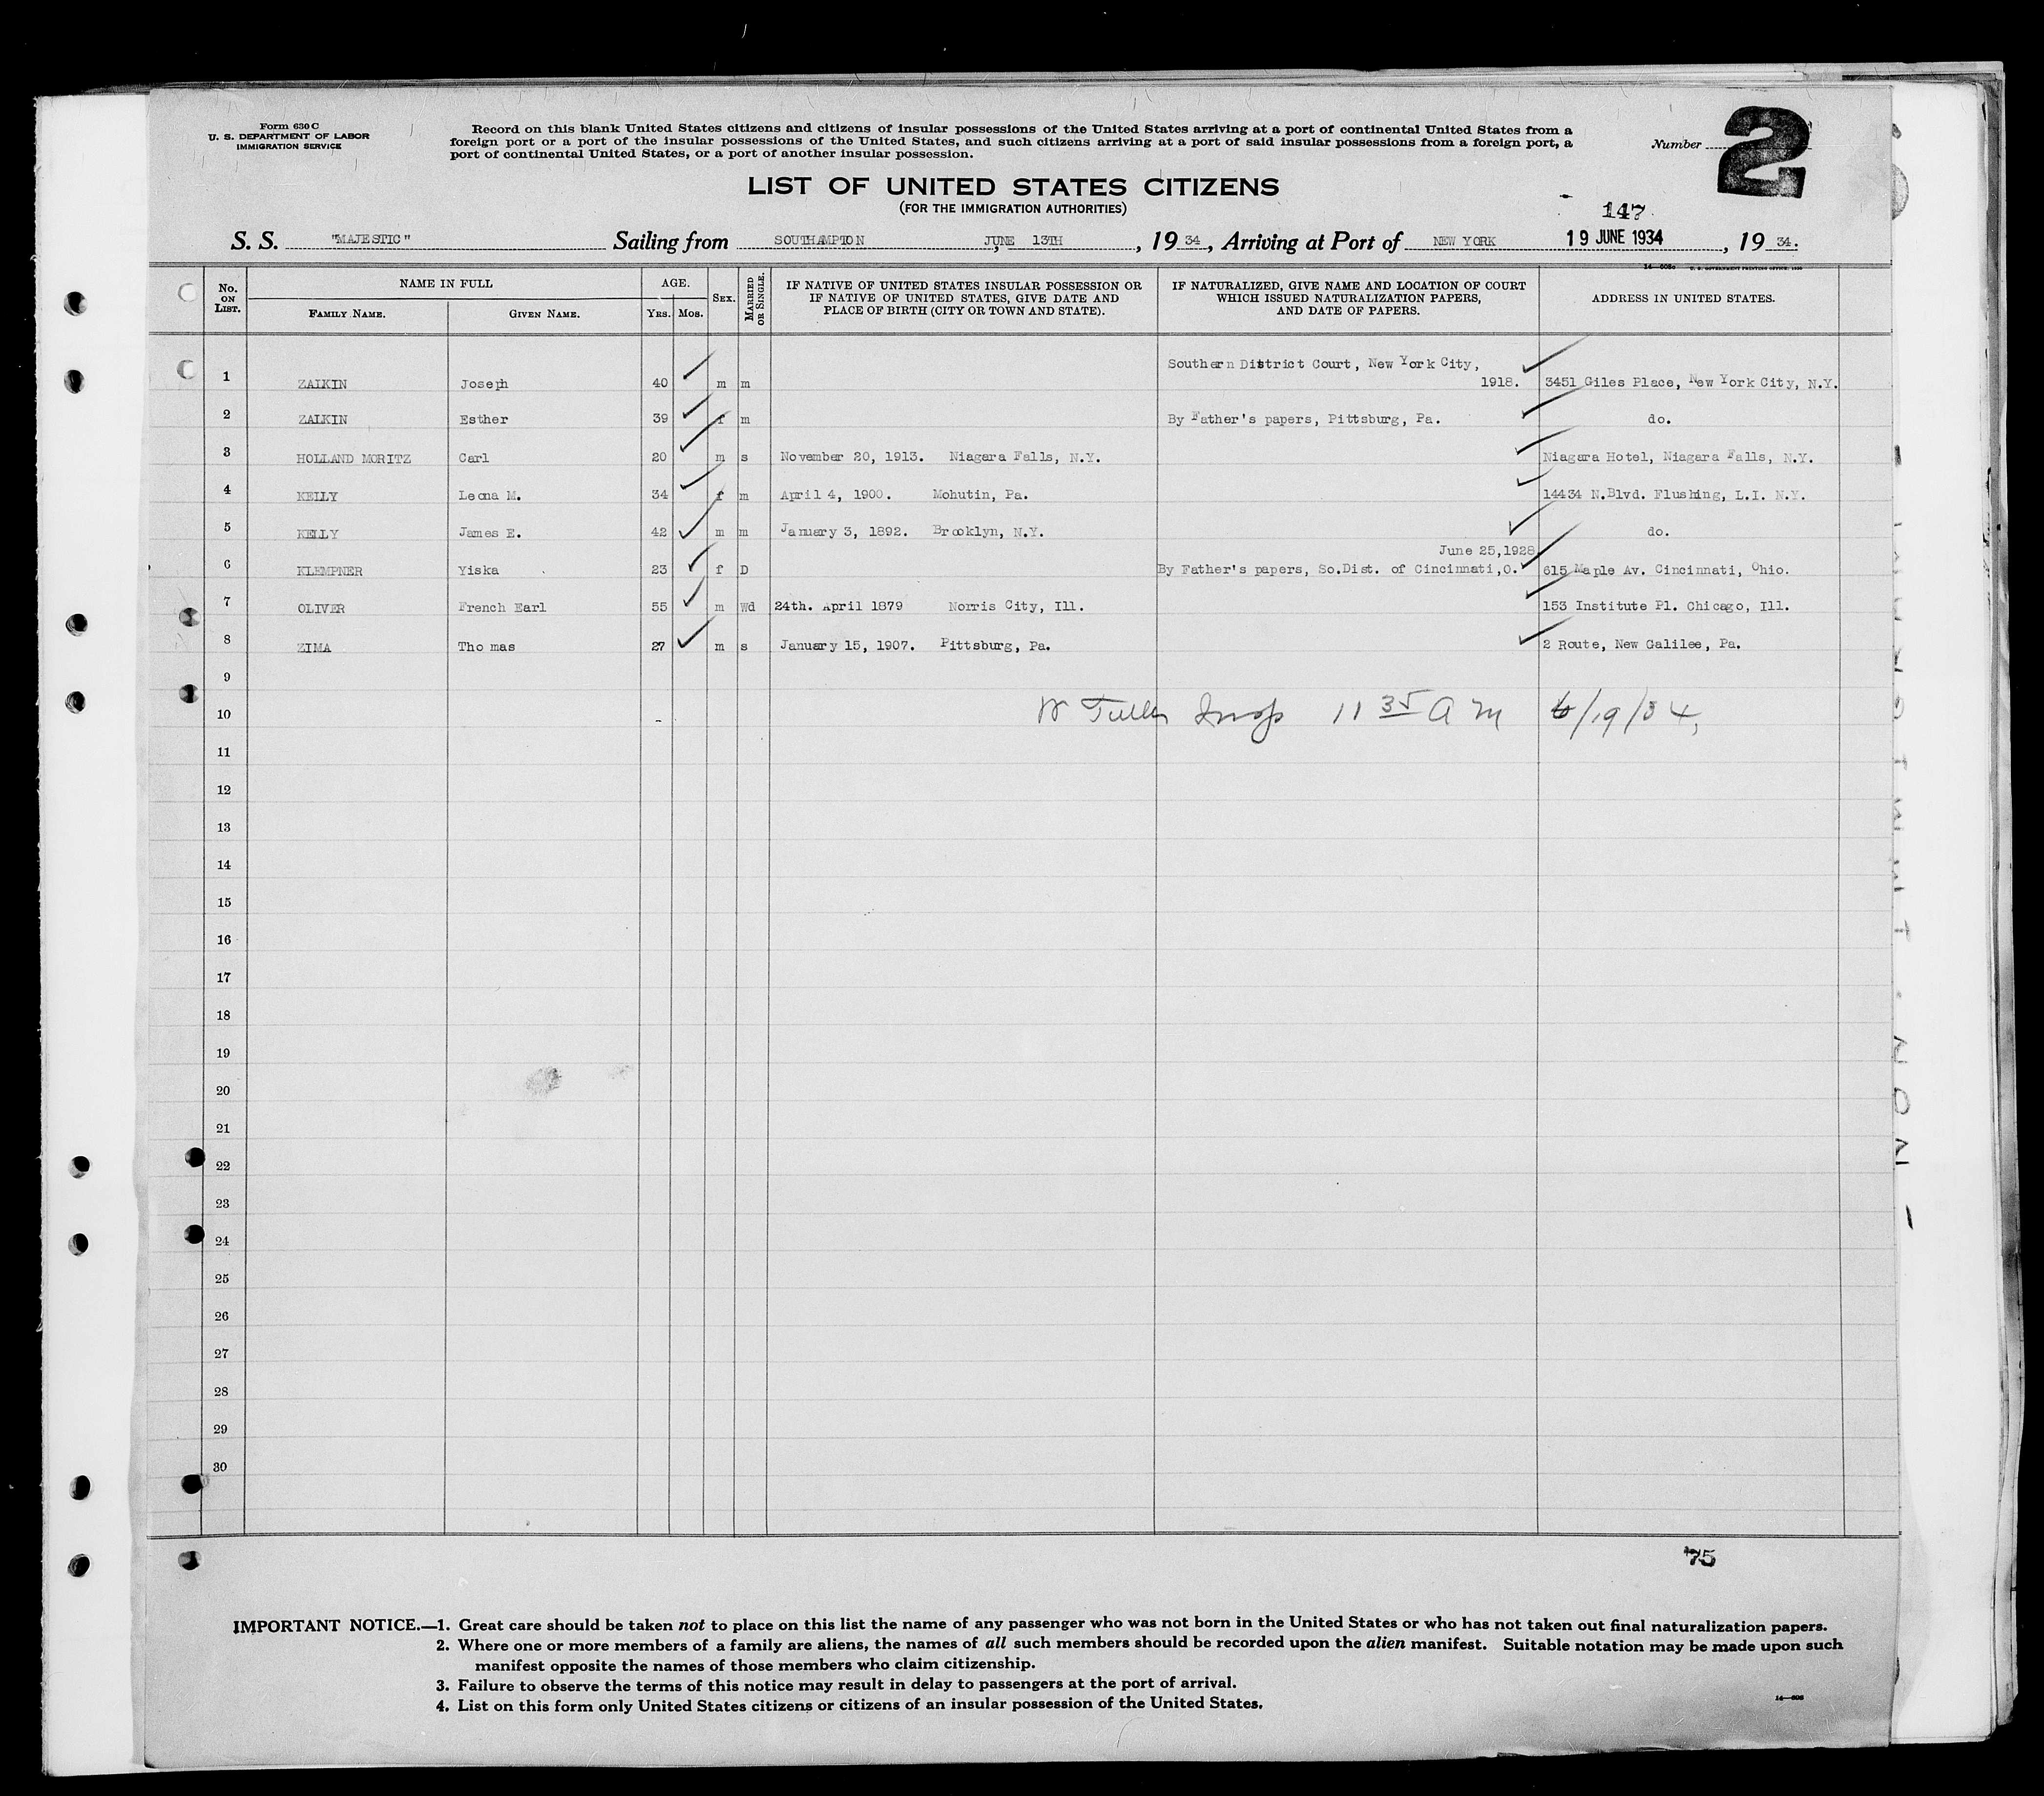 Form 630 C
U. S. DEPARTMENT OF LABOR
IMMIGRATION SERVICE
Record on this blank United States citizens and citizens of insular possessions of the United States arriving at a port of continental United States from a
foreign port or a port of the insular possessions of the United States, and such citizens arriving at a port of said insular possessions from a foreign port, a
port of continental United States, or a port of another insular possession.
Number 2
LIST OF UNITED STATES CITIZENS
(FOR THE IMMIGRATION AUTHORITIES)
147
S. S. "MAJESTIC" Sailing from SOUTHAMPTON JUNE 13TH, 1934, Arriving at Port of NEW YORK 19 JUNE 1934, 1934.
U. S. GOVERNMENT PRINTING OFFICE
No. ON LIST. NAME IN FULL AGE. SEX. MARRIED OR SINGLE. IF NATIVE OF UNITED STATES INSULAR POSSESSION OR IF NATIVE OF UNITED STATES, GIVE DATE AND PLACE OF BIRTH (CITY OR TOWN AND STATE). IF NATURALIZED, GIVE NAME AND LOCATION OF COURT WHICH ISSUED NATURALIZATION PAPERS, AND DATE OF PAPERS. ADDRESS IN UNITED STATES.
FAMILY NAME. GIVEN NAME. YRS. MOS.
Southern District Court, New York City,
1 ZALKIN Joseph 40 m m 1918. 3451 Giles Place, New York City, N.Y.
2 ZALKIN Esther 39 f m By Father's papers, Pittsburg, Pa. do.
3 HOLLAND MORITZ Carl 20 m s November 20, 1913. Niagara Falls, N.Y. Niagara Hotel, Niagara Falls, N.Y.
4 KELLY Leona M. 34 f m April 4, 1900. Mohutin, Pa. 14434 N.Blvd. Flushing, L.I. N.Y.
5 KELLY James E. 42 m m January 3, 1892. Brooklyn, N.Y. do.
June 25,1928
6 KLEMPNER Yiska 23 f D By Father's papers, So.Dist. of Cincinnati,O. 615 Maple Av. Cincinnati, Ohio.
7 OLIVER French Earl 55 m Wd 24th. April 1879 Norris City, Ill. 153 Institute Pl. Chicago, Ill.
8 ZIMA Thomas 27 m s January 15, 1907. Pittsburg, Pa. 2 Route, New Galilee, Pa.
9
10 W Fuller Insp 11 35 AM 6/19/34
11
12
13
14
15
16
17
18
19
20
21
22
23
24
25
26
27
28
29
30
75
IMPORTANT NOTICE.—1. Great care should be taken not to place on this list the name of any passenger who was not born in the United States or who has not taken out final naturalization papers.
2. Where one or more members of a family are aliens, the names of all such members should be recorded upon the alien manifest. Suitable notation may be made upon such
manifest opposite the names of those members who claim citizenship.
3. Failure to observe the terms of this notice may result in delay to passengers at the port of arrival.
4. List on this form only United States citizens or citizens of an insular possession of the United States.